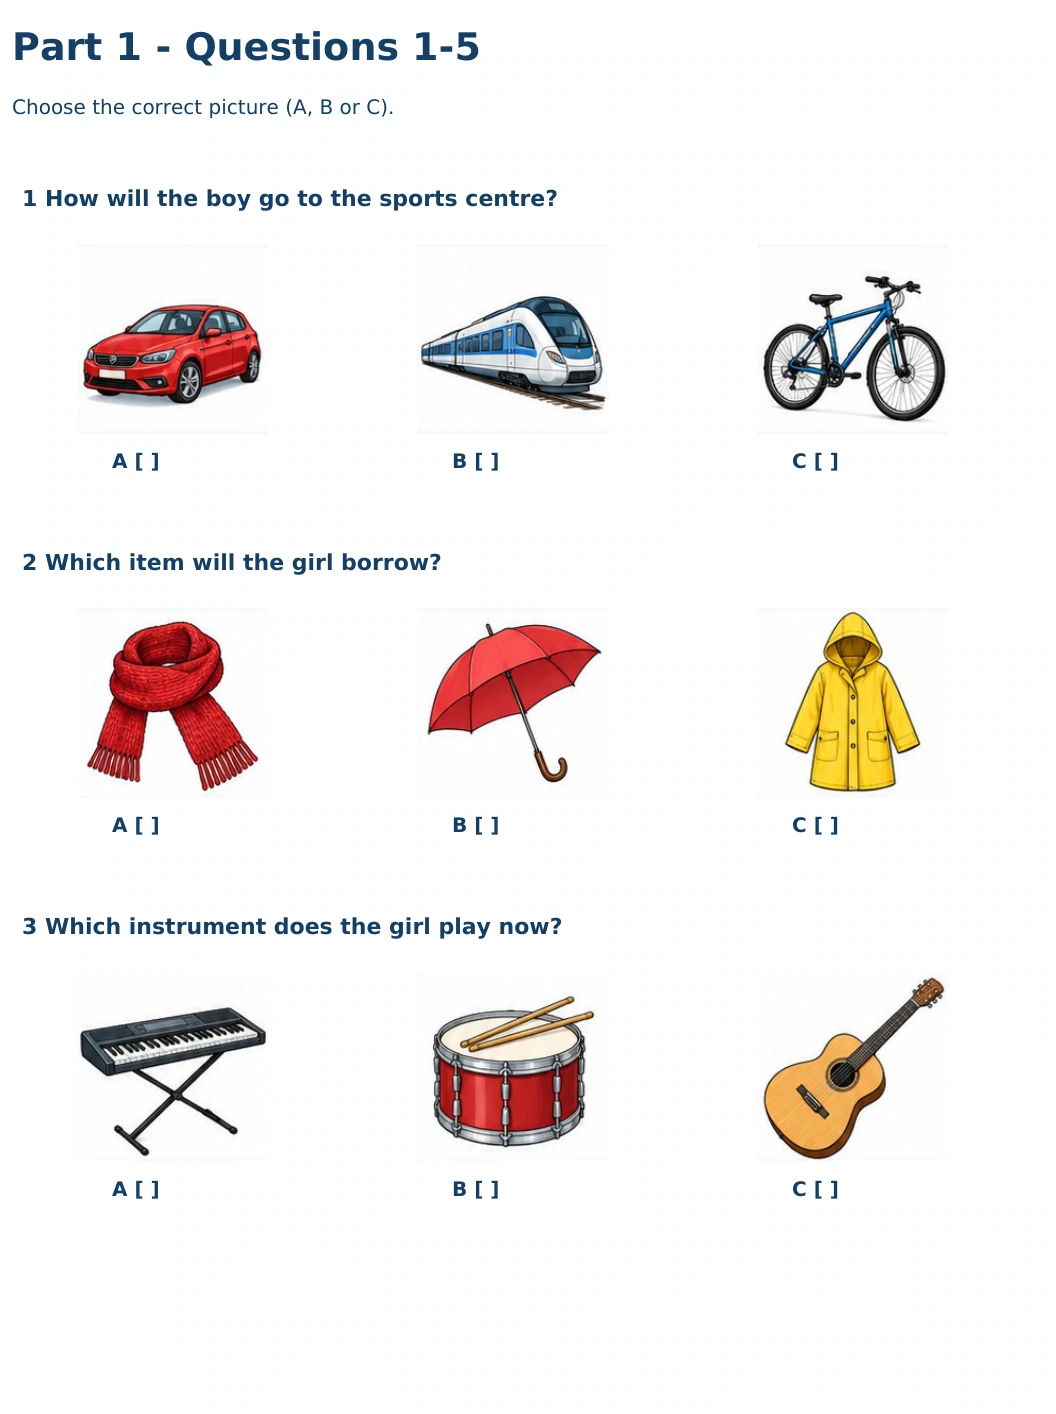 Part 1 - Questions 1-5
Choose the correct picture (A, B or C).
1 How will the boy go to the sports centre?
A [ ] B [ ] C [ ]
2 Which item will the girl borrow?
A [ ] B [ ] C [ ]
3 Which instrument does the girl play now?
A [ ] B [ ] C [ ]